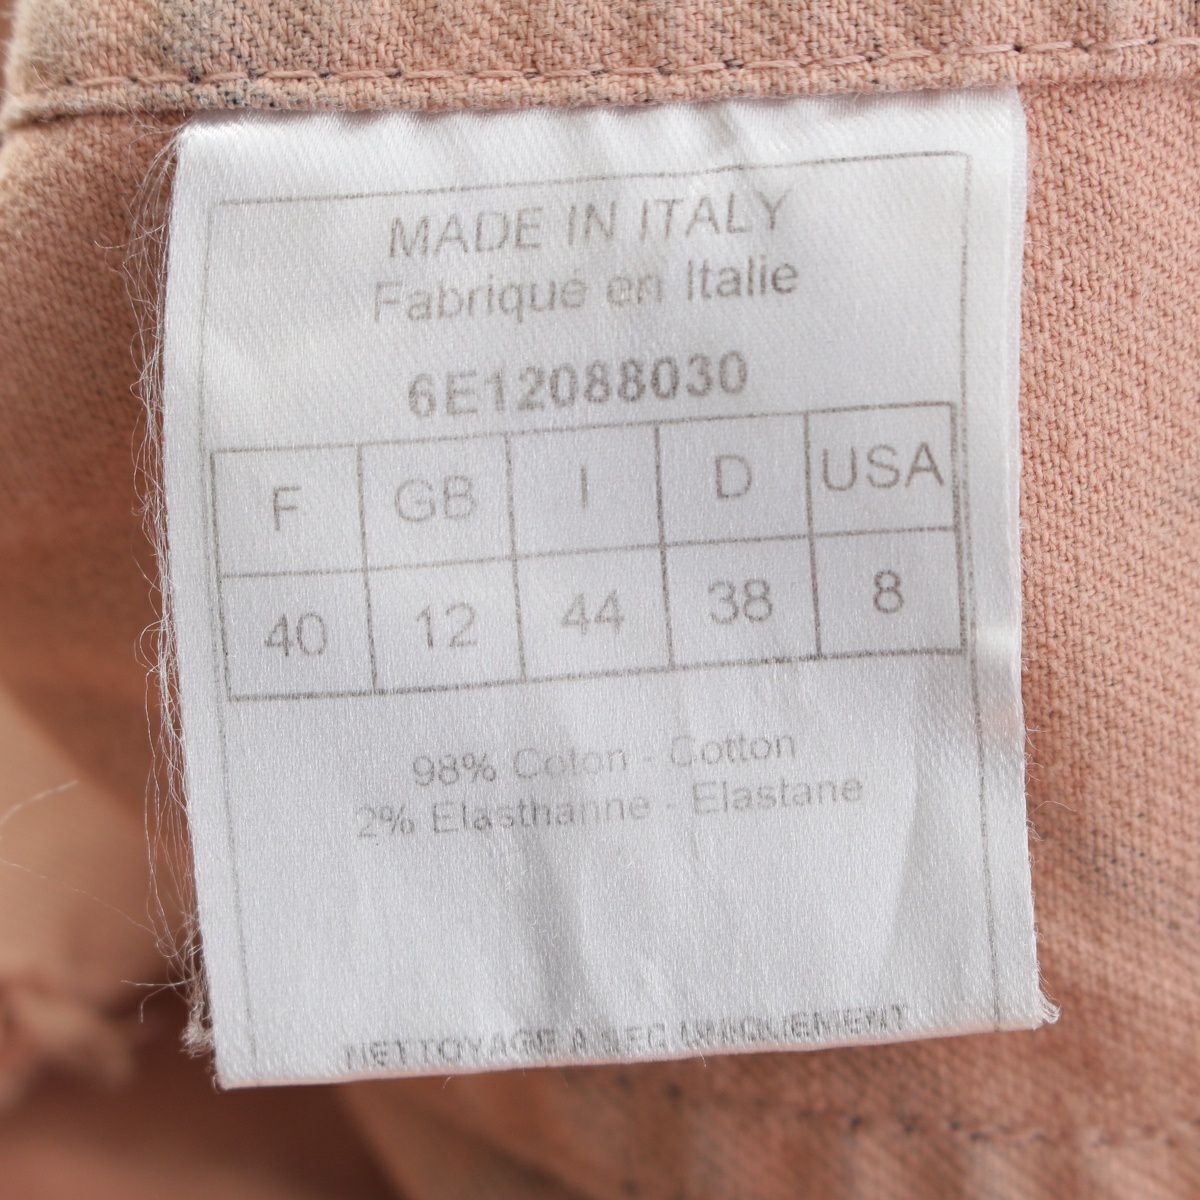 MADE IN ITALY
Fabriqué en Italie
6E12088030
F GB I D USA
40 12 44 38 8
98% Coton - Cotton
2% Elasthanne - Elastane
NETTOYAGE A SEC UNIQUEMENT